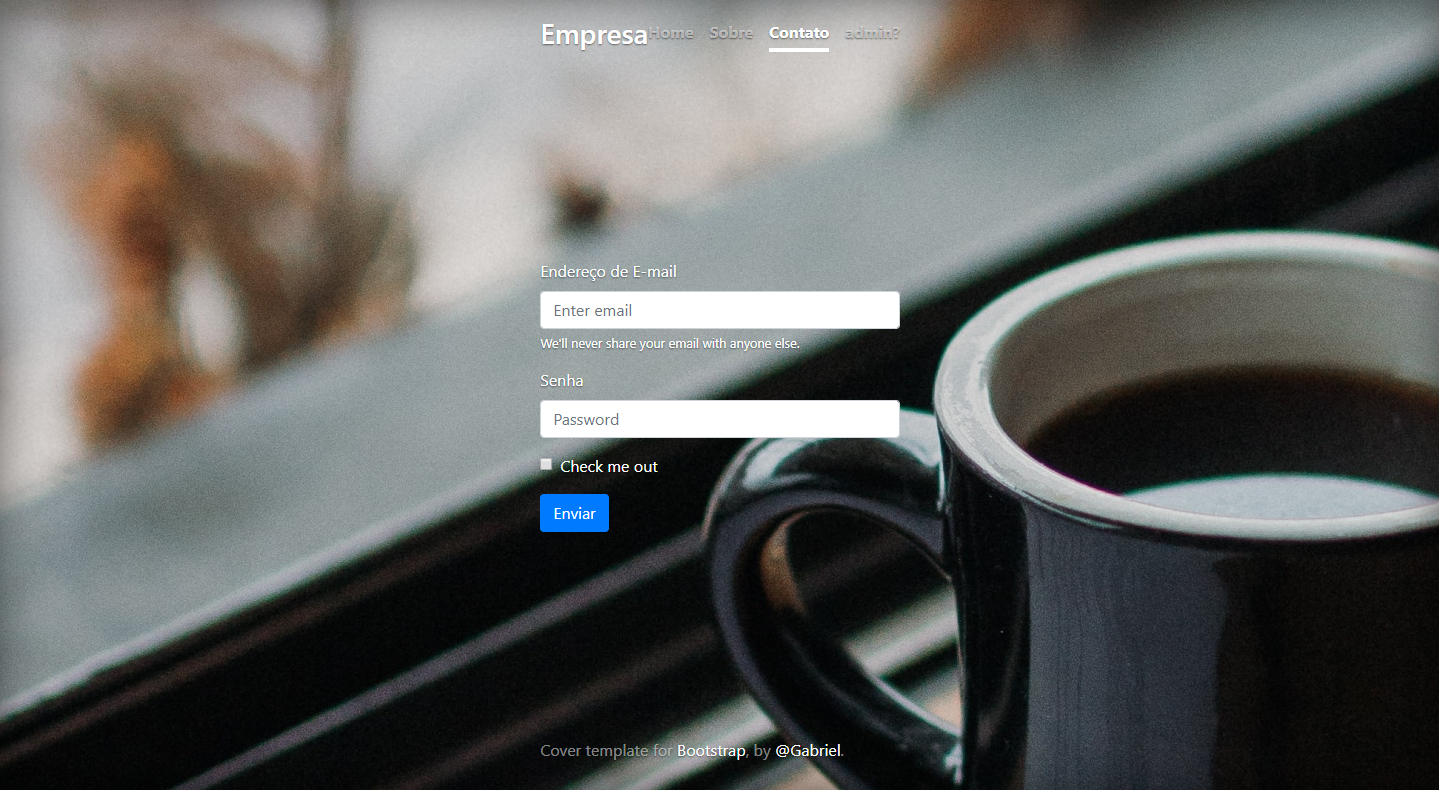 Empresa Home Sobre Contato admin?
Endereço de E-mail
Enter email
We'll never share your email with anyone else.
Senha
Password
Check me out
Enviar
Cover template for Bootstrap, by @Gabriel.